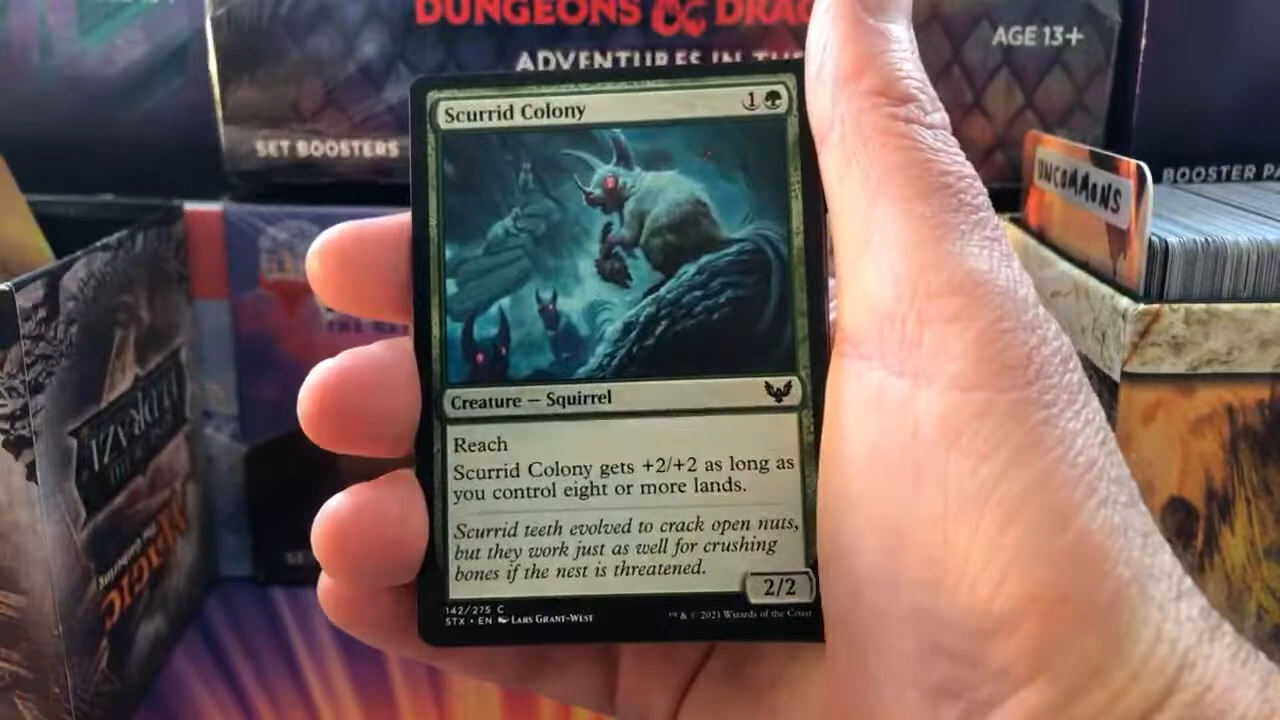 DUNGEONS & DRAG
ADVENTURES IN THE
AGE 13+
SET BOOSTERS
BOOSTER PA
UNCOMMONS
Scurrid Colony 1
Creature — Squirrel
Reach
Scurrid Colony gets +2/+2 as long as
you control eight or more lands.
Scurrid teeth evolved to crack open nuts,
but they work just as well for crushing
bones if the nest is threatened.
2/2
142/275 C
STX • EN LARS GRANT-WEST
™ & © 2021 Wizards of the Coast
ELDRAZI
MAGIC